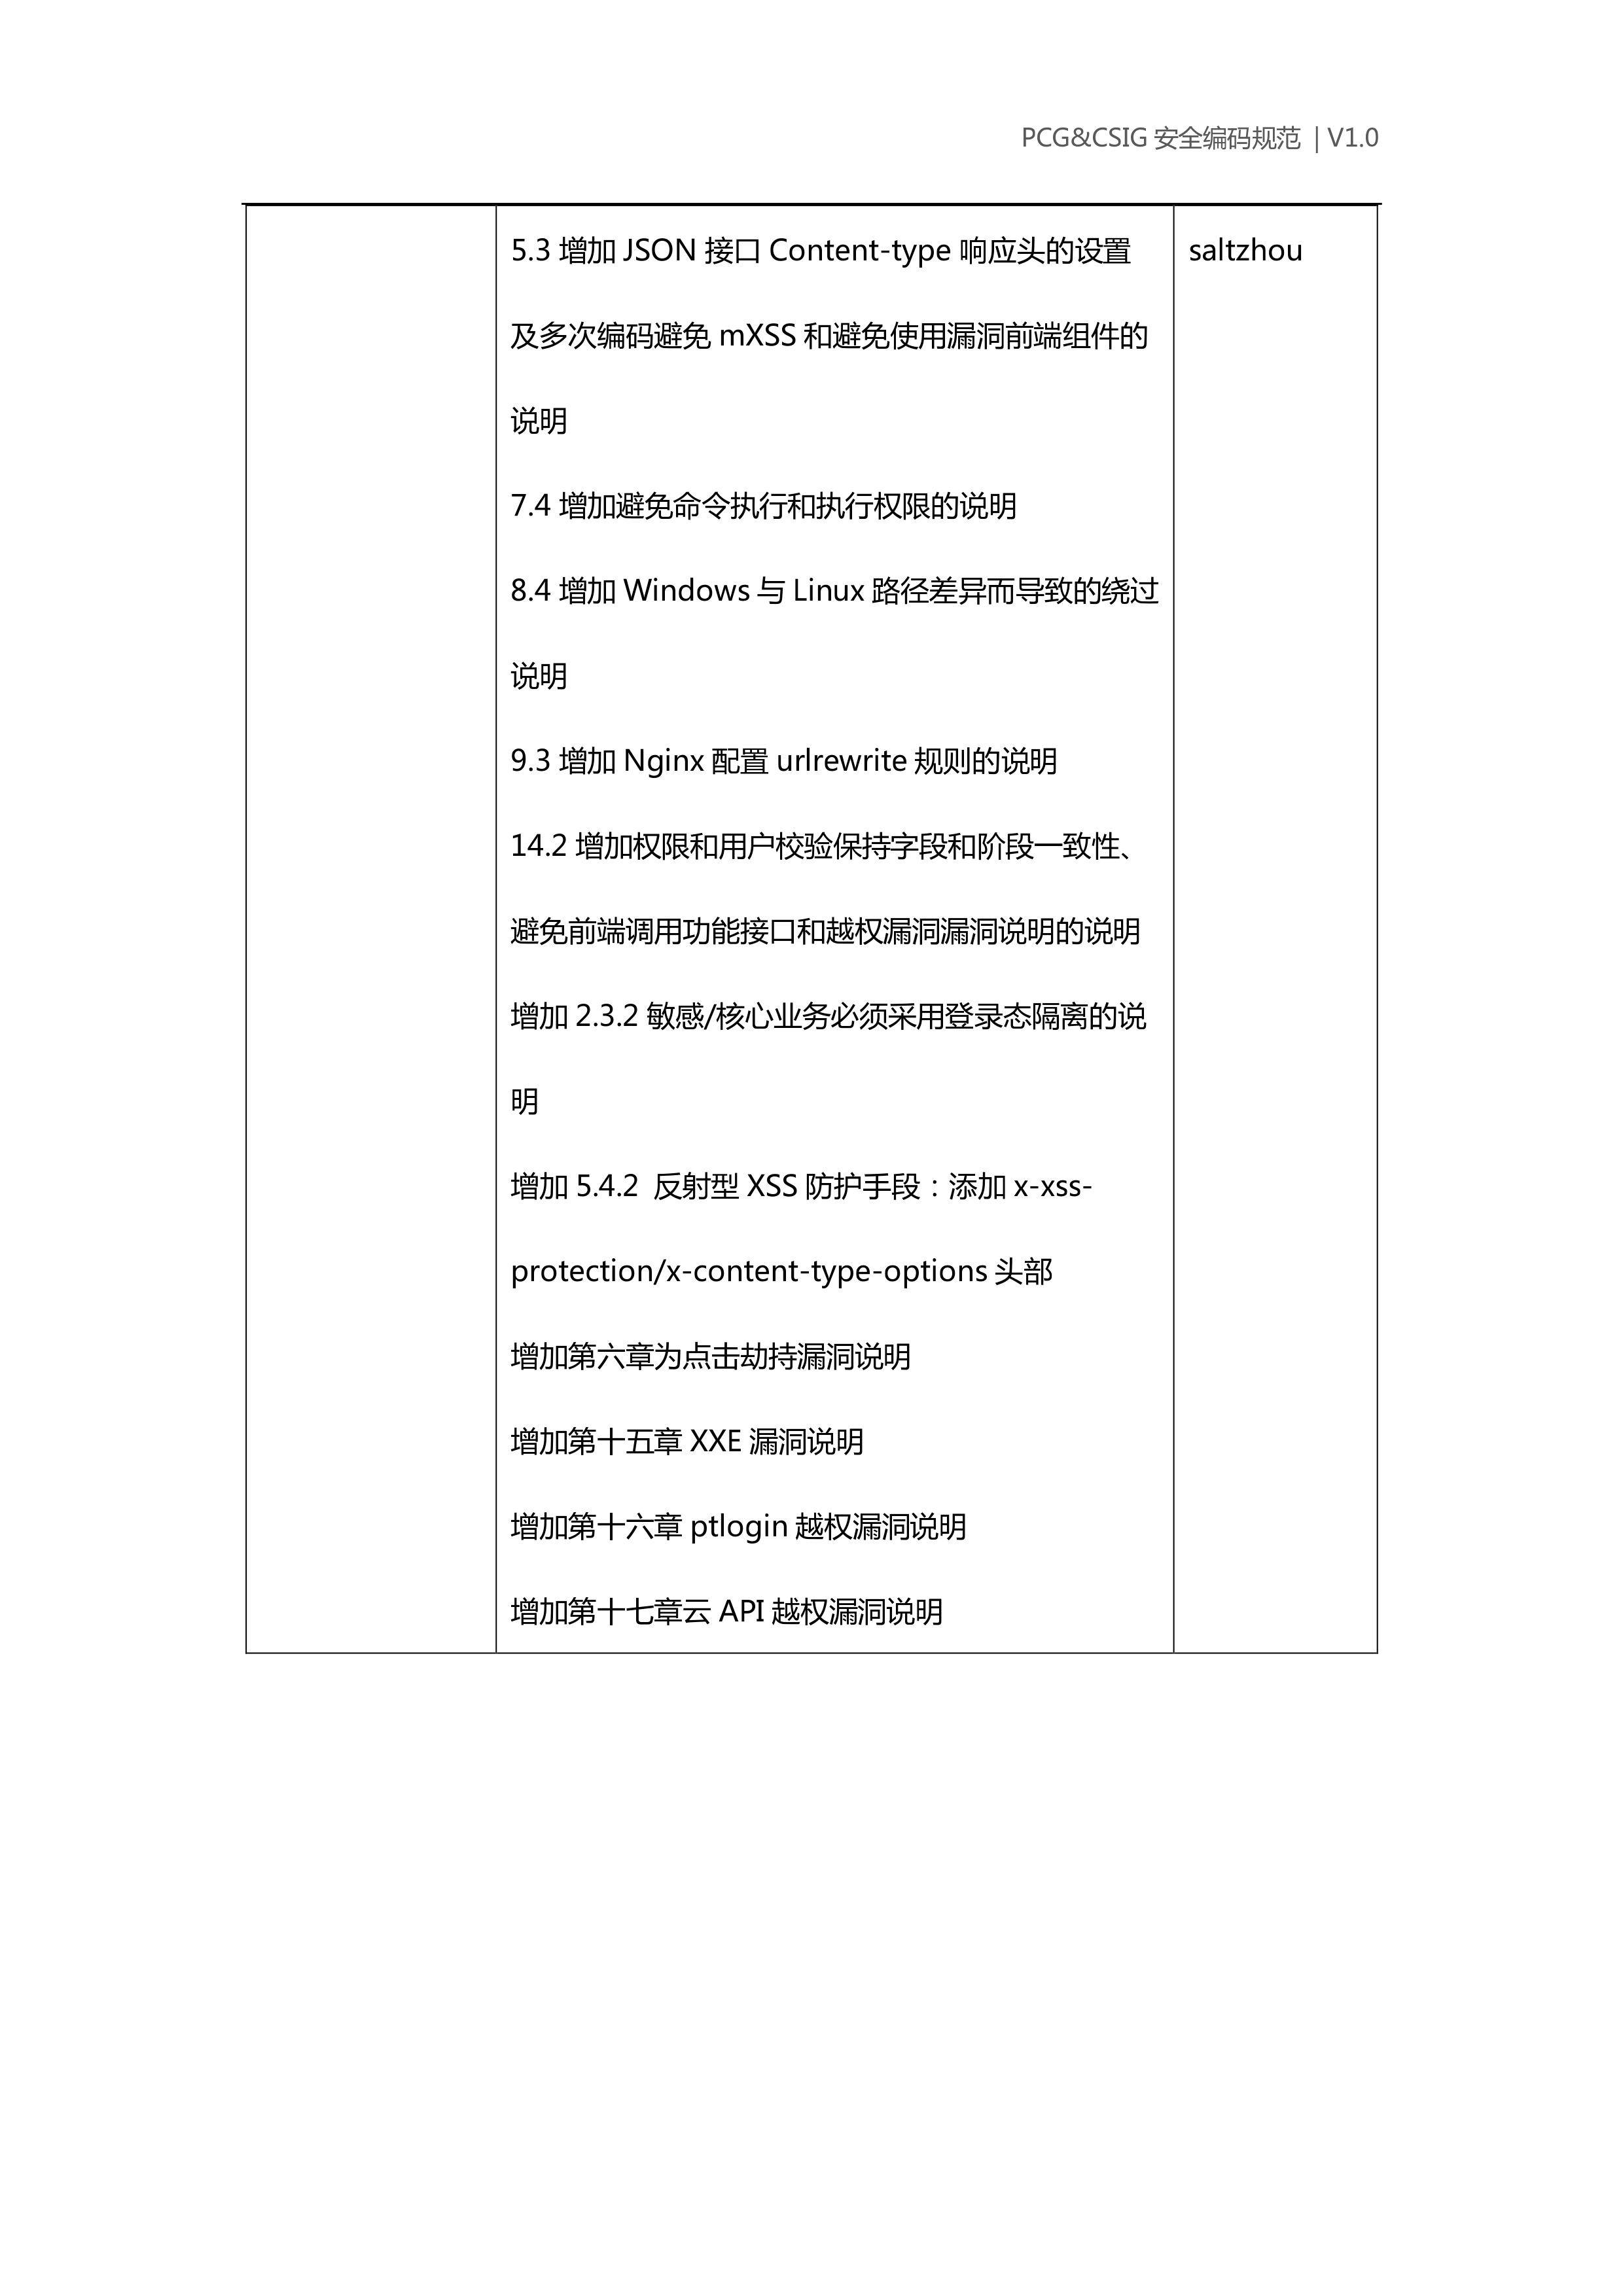 PCG&CSIG 安全编码规范 | V1.0
5.3 增加 JSON 接口 Content-type 响应头的设置
saltzhou
及多次编码避免 mXSS 和避免使用漏洞前端组件的
说明
7.4 增加避免命令执行和执行权限的说明
8.4 增加 Windows 与 Linux 路径差异而导致的绕过
说明
9.3 增加 Nginx 配置 urlrewrite 规则的说明
14.2 增加权限和用户校验保持字段和阶段一致性、
避免前端调用功能接口和越权漏洞漏洞说明的说明
增加 2.3.2 敏感/核心业务必须采用登录态隔离的说
明
增加 5.4.2 反射型 XSS 防护手段：添加 x-xss-
protection/x-content-type-options 头部
增加第六章为点击劫持漏洞说明
增加第十五章 XXE 漏洞说明
增加第十六章 ptlogin 越权漏洞说明
增加第十七章云 API 越权漏洞说明